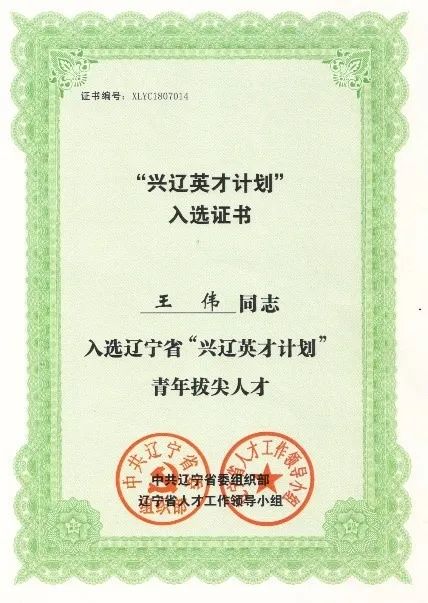 证书编号：XLYC1807014
“兴辽英才计划”
入选证书
王 伟 同志
入选辽宁省“兴辽英才计划”
青年拔尖人才
中共辽宁省委组织部
辽宁省人才工作领导小组